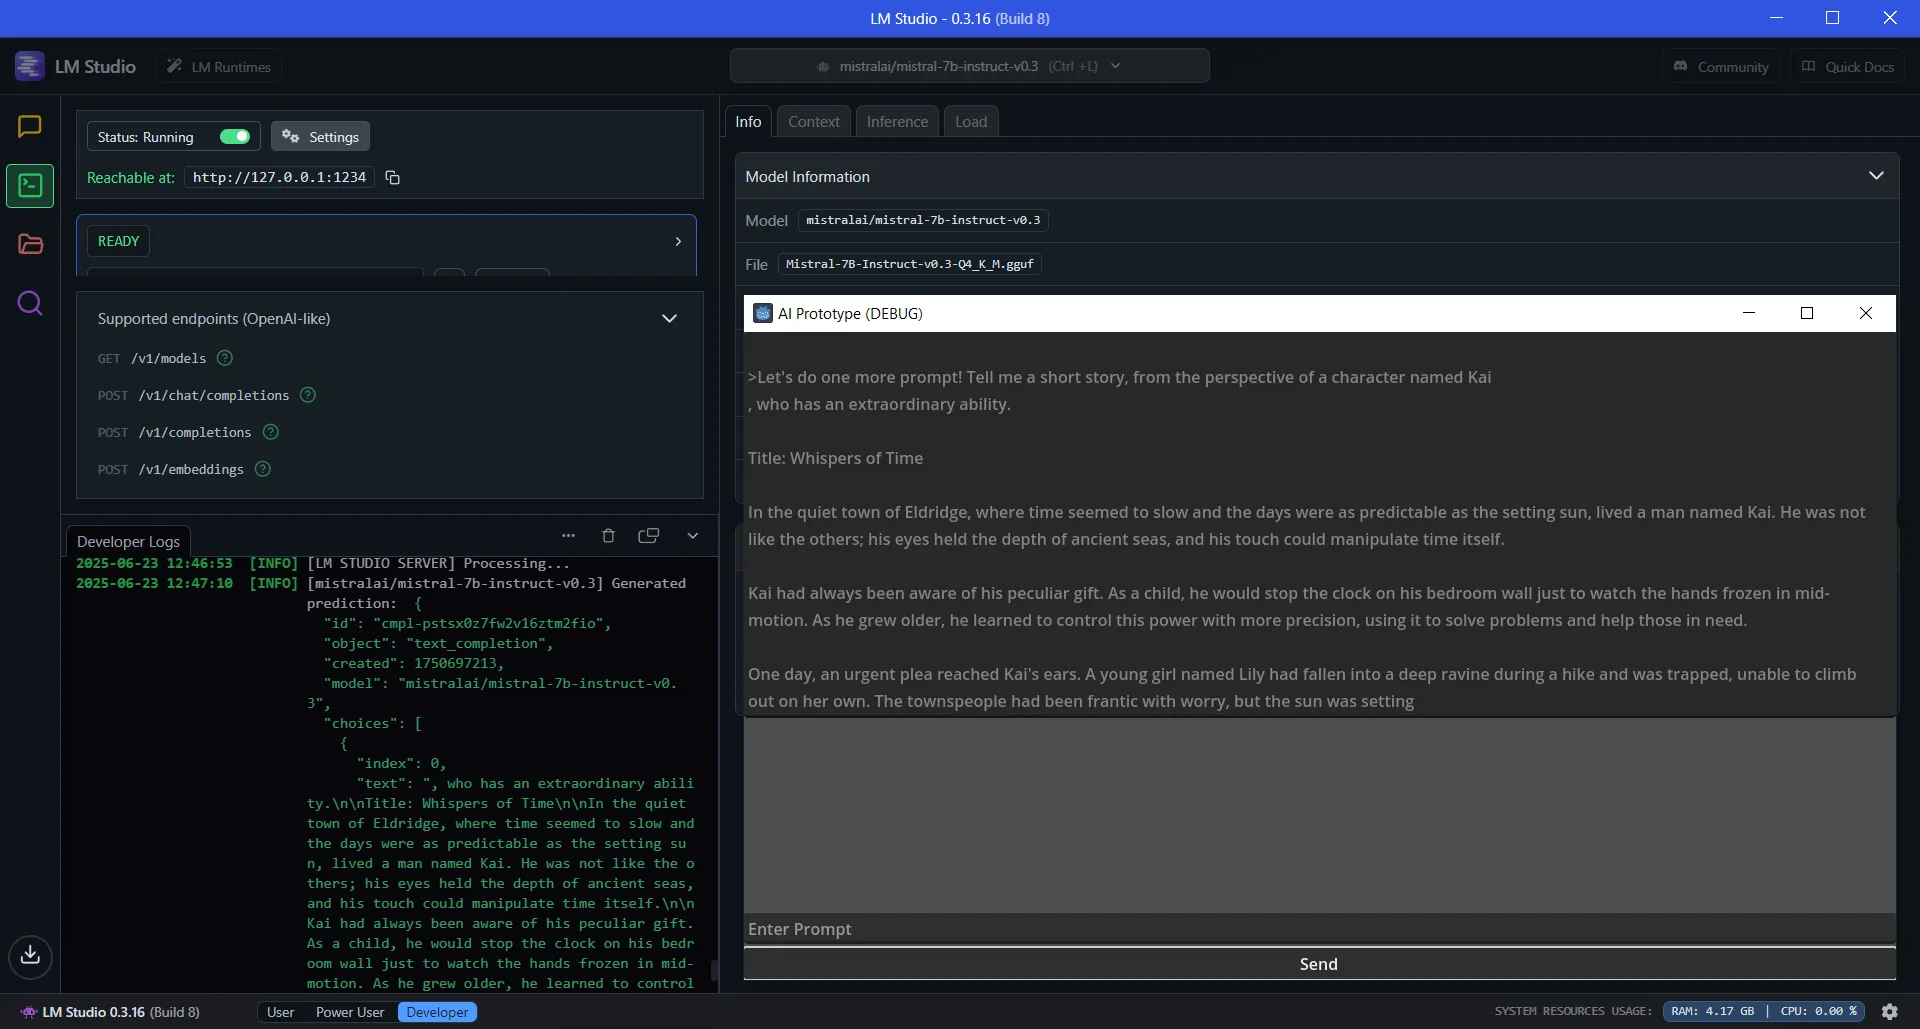 LM Studio - 0.3.16 (Build 8)
LM Studio
LM Runtimes
mistralai/mistral-7b-instruct-v0.3 (Ctrl +L)
Community
Quick Docs
Status: Running
Settings
Reachable at: http://127.0.0.1:1234
READY
Supported endpoints (OpenAI-like)
GET /v1/models
POST /v1/chat/completions
POST /v1/completions
POST /v1/embeddings
Developer Logs
2025-06-23 12:46:53 [INFO] [LM STUDIO SERVER] Processing...
2025-06-23 12:47:10 [INFO] [mistralai/mistral-7b-instruct-v0.3] Generated
prediction: {
"id": "cmpl-pstsx0z7fw2v16ztm2fio",
"object": "text_completion",
"created": 1750697213,
"model": "mistralai/mistral-7b-instruct-v0.
3",
"choices": [
{
"index": 0,
"text": ", who has an extraordinary abili
ty.\n\nTitle: Whispers of Time\n\nIn the quiet
town of Eldridge, where time seemed to slow and
the days were as predictable as the setting su
n, lived a man named Kai. He was not like the o
thers; his eyes held the depth of ancient seas,
and his touch could manipulate time itself.\n\n
Kai had always been aware of his peculiar gift.
As a child, he would stop the clock on his bedr
oom wall just to watch the hands frozen in mid-
motion. As he grew older, he learned to control
Info
Context
Inference
Load
Model Information
Model mistralai/mistral-7b-instruct-v0.3
File Mistral-7B-Instruct-v0.3-Q4_K_M.gguf
AI Prototype (DEBUG)
>Let's do one more prompt! Tell me a short story, from the perspective of a character named Kai
, who has an extraordinary ability.
Title: Whispers of Time
In the quiet town of Eldridge, where time seemed to slow and the days were as predictable as the setting sun, lived a man named Kai. He was not
like the others; his eyes held the depth of ancient seas, and his touch could manipulate time itself.
Kai had always been aware of his peculiar gift. As a child, he would stop the clock on his bedroom wall just to watch the hands frozen in mid-
motion. As he grew older, he learned to control this power with more precision, using it to solve problems and help those in need.
One day, an urgent plea reached Kai's ears. A young girl named Lily had fallen into a deep ravine during a hike and was trapped, unable to climb
out on her own. The townspeople had been frantic with worry, but the sun was setting
Enter Prompt
Send
LM Studio 0.3.16 (Build 8)
User
Power User
Developer
SYSTEM RESOURCES USAGE: RAM: 4.17 GB | CPU: 0.00 %